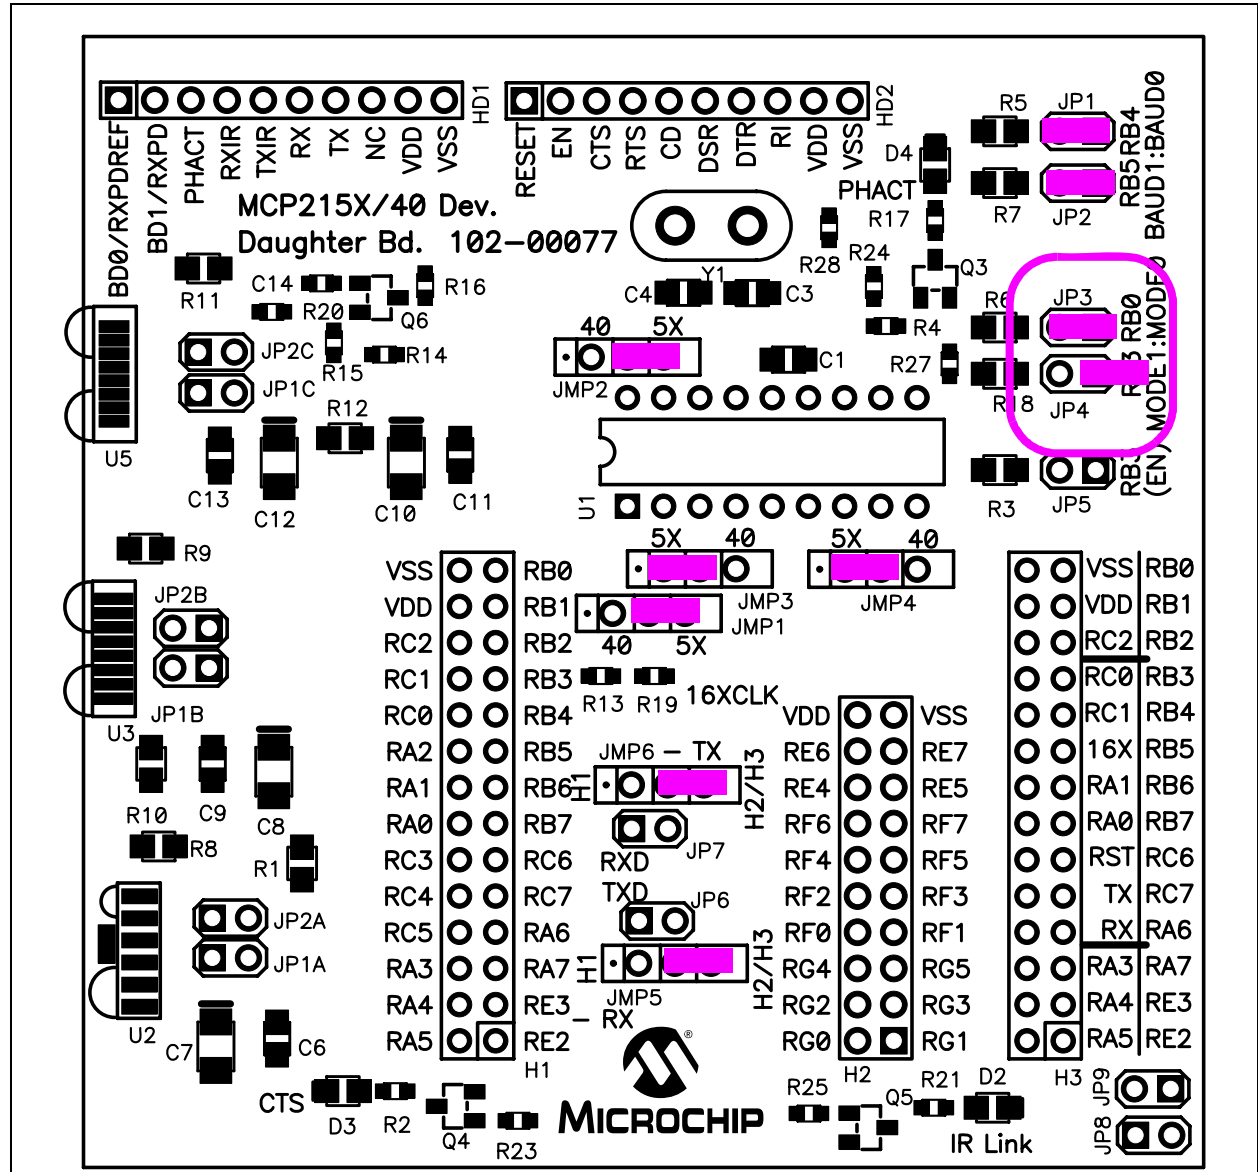 HD1
BD0/RXPDREF
BD1/RXPD
PHACT
RXIR
TXIR
RX
TX
NC
VDD
VSS
HD2
RESET
EN
CTS
RTS
CD
DSR
DTR
RI
VDD
VSS
MCP215X/40 Dev.
Daughter Bd. 102-00077
D4
PHACT
R5
JP1
RB4
R7
JP2
RB5
BAUD1:BAUD0
R17
R28
R24
Q3
R11
C14
R20
Q6
R16
R15
R14
Y1
C4
C3
R4
R27
R6
JP3
RB0
R18
JP4
MODE1:MODE0
(EN)
R3
JP5
JP2C
JP1C
R12
U5
C13
C12
C10
C11
40 5X
JMP2
C1
U1
5X 40
JMP3
5X 40
JMP4
JMP1
40 5X
R13 R19
16XCLK
R9
JP2B
JP1B
U3
R10
C9
C8
R8
R1
JP2A
JP1A
U2
C7
C6
VSS RB0
VDD RB1
RC2 RB2
RC1 RB3
RC0 RB4
RA2 RB5
RA1 RB6
RA0 RB7
RC3 RC6
RC4 RC7
RC5 RA6
RA3 RA7
RA4 RE3
RA5 RE2
H1
JMP6 - TX
H1
H2/H3
JP7
RXD
TXD
JP6
H1
H2/H3
JMP5
- RX
VDD VSS
RE6 RE7
RE4 RE5
RF6 RF7
RF4 RF5
RF2 RF3
RF0 RF1
RG4 RG5
RG2 RG3
RG0 RG1
H2
VSS RB0
VDD RB1
RC2 RB2
RC0 RB3
RC1 RB4
16X RB5
RA1 RB6
RA0 RB7
RST RC6
TX RC7
RX RA6
RA3 RA7
RA4 RE3
RA5 RE2
H3
CTS
D3
R2
Q4
R23
®
MICROCHIP
R25
Q5
R21
D2
IR Link
JP9
JP8